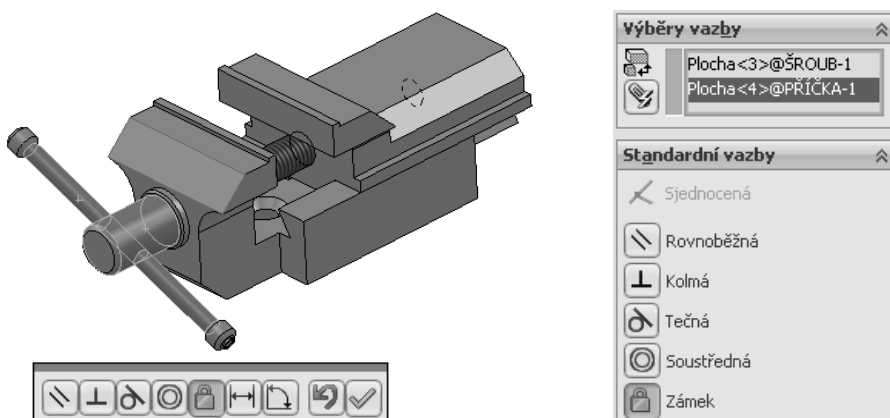 Výběry vazby
Plocha<3>@ŠROUB-1
Plocha<4>@PŘÍČKA-1
Standardní vazby
Sjednocená
Rovnoběžná
Kolmá
Tečná
Soustředná
Zámek